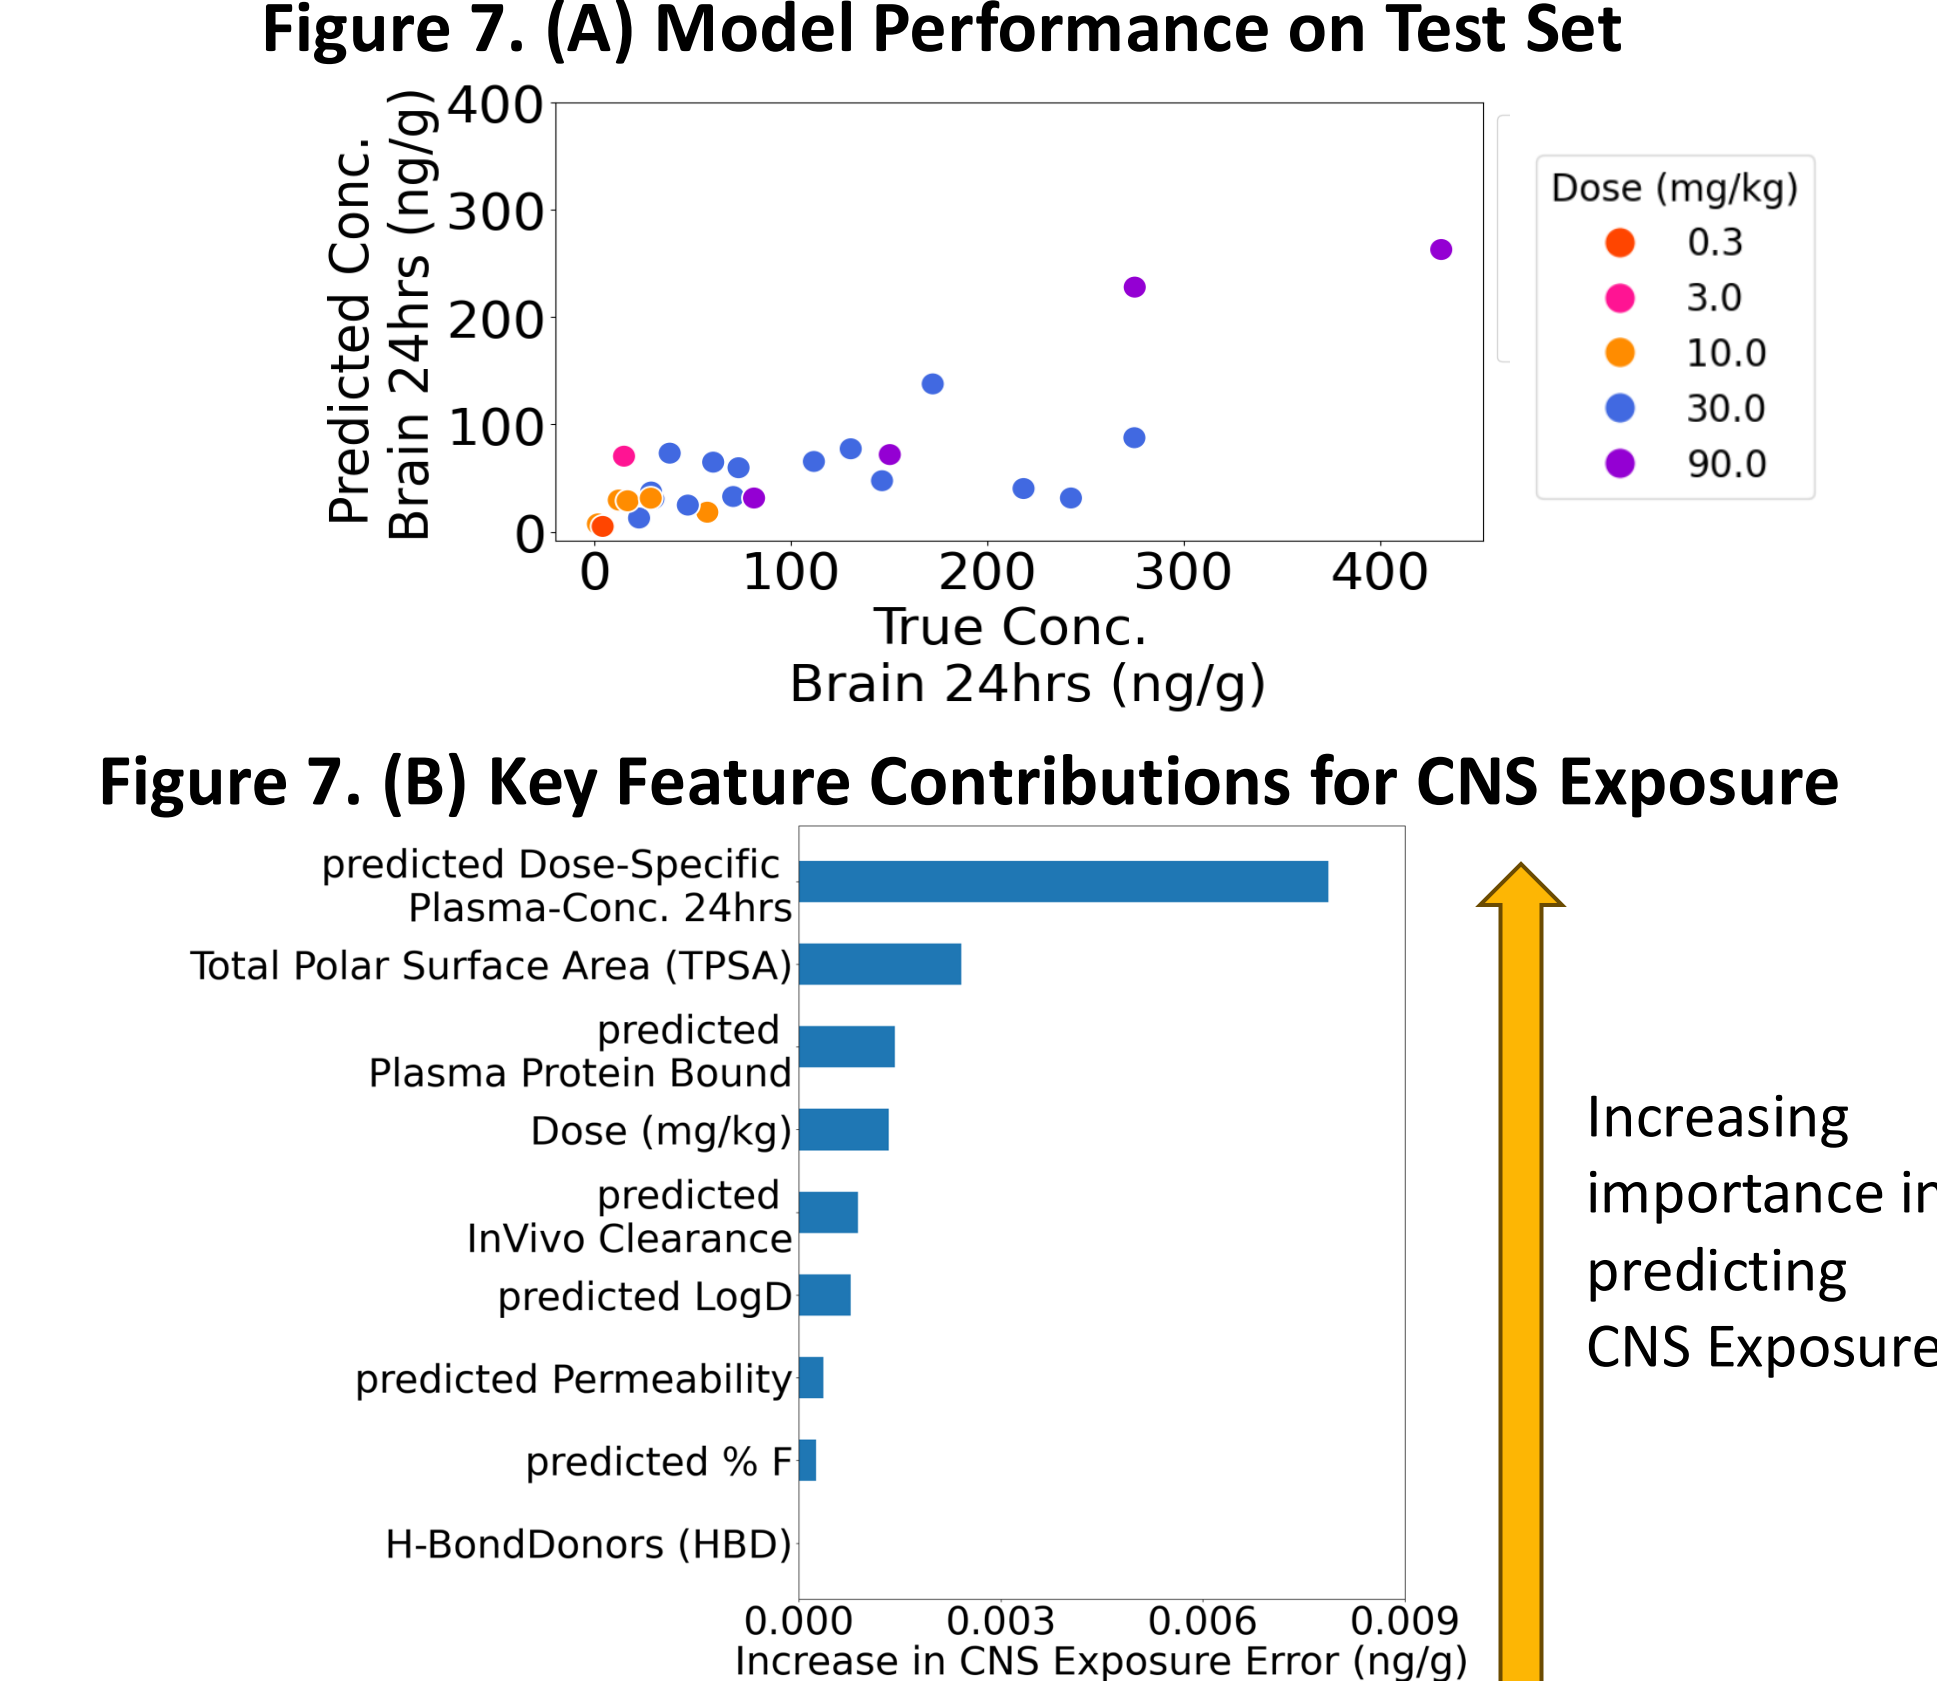 Figure 7. (A) Model Performance on Test Set
Predicted Conc.
Brain 24hrs (ng/g)
400
300
200
100
0
0 100 200 300 400
True Conc.
Brain 24hrs (ng/g)
Dose (mg/kg)
0.3
3.0
10.0
30.0
90.0
Figure 7. (B) Key Feature Contributions for CNS Exposure
predicted Dose-Specific
Plasma-Conc. 24hrs
Total Polar Surface Area (TPSA)
predicted
Plasma Protein Bound
Dose (mg/kg)
predicted
InVivo Clearance
predicted LogD
predicted Permeability
predicted % F
H-BondDonors (HBD)
0.000 0.003 0.006 0.009
Increase in CNS Exposure Error (ng/g)
Increasing
importance in
predicting
CNS Exposure